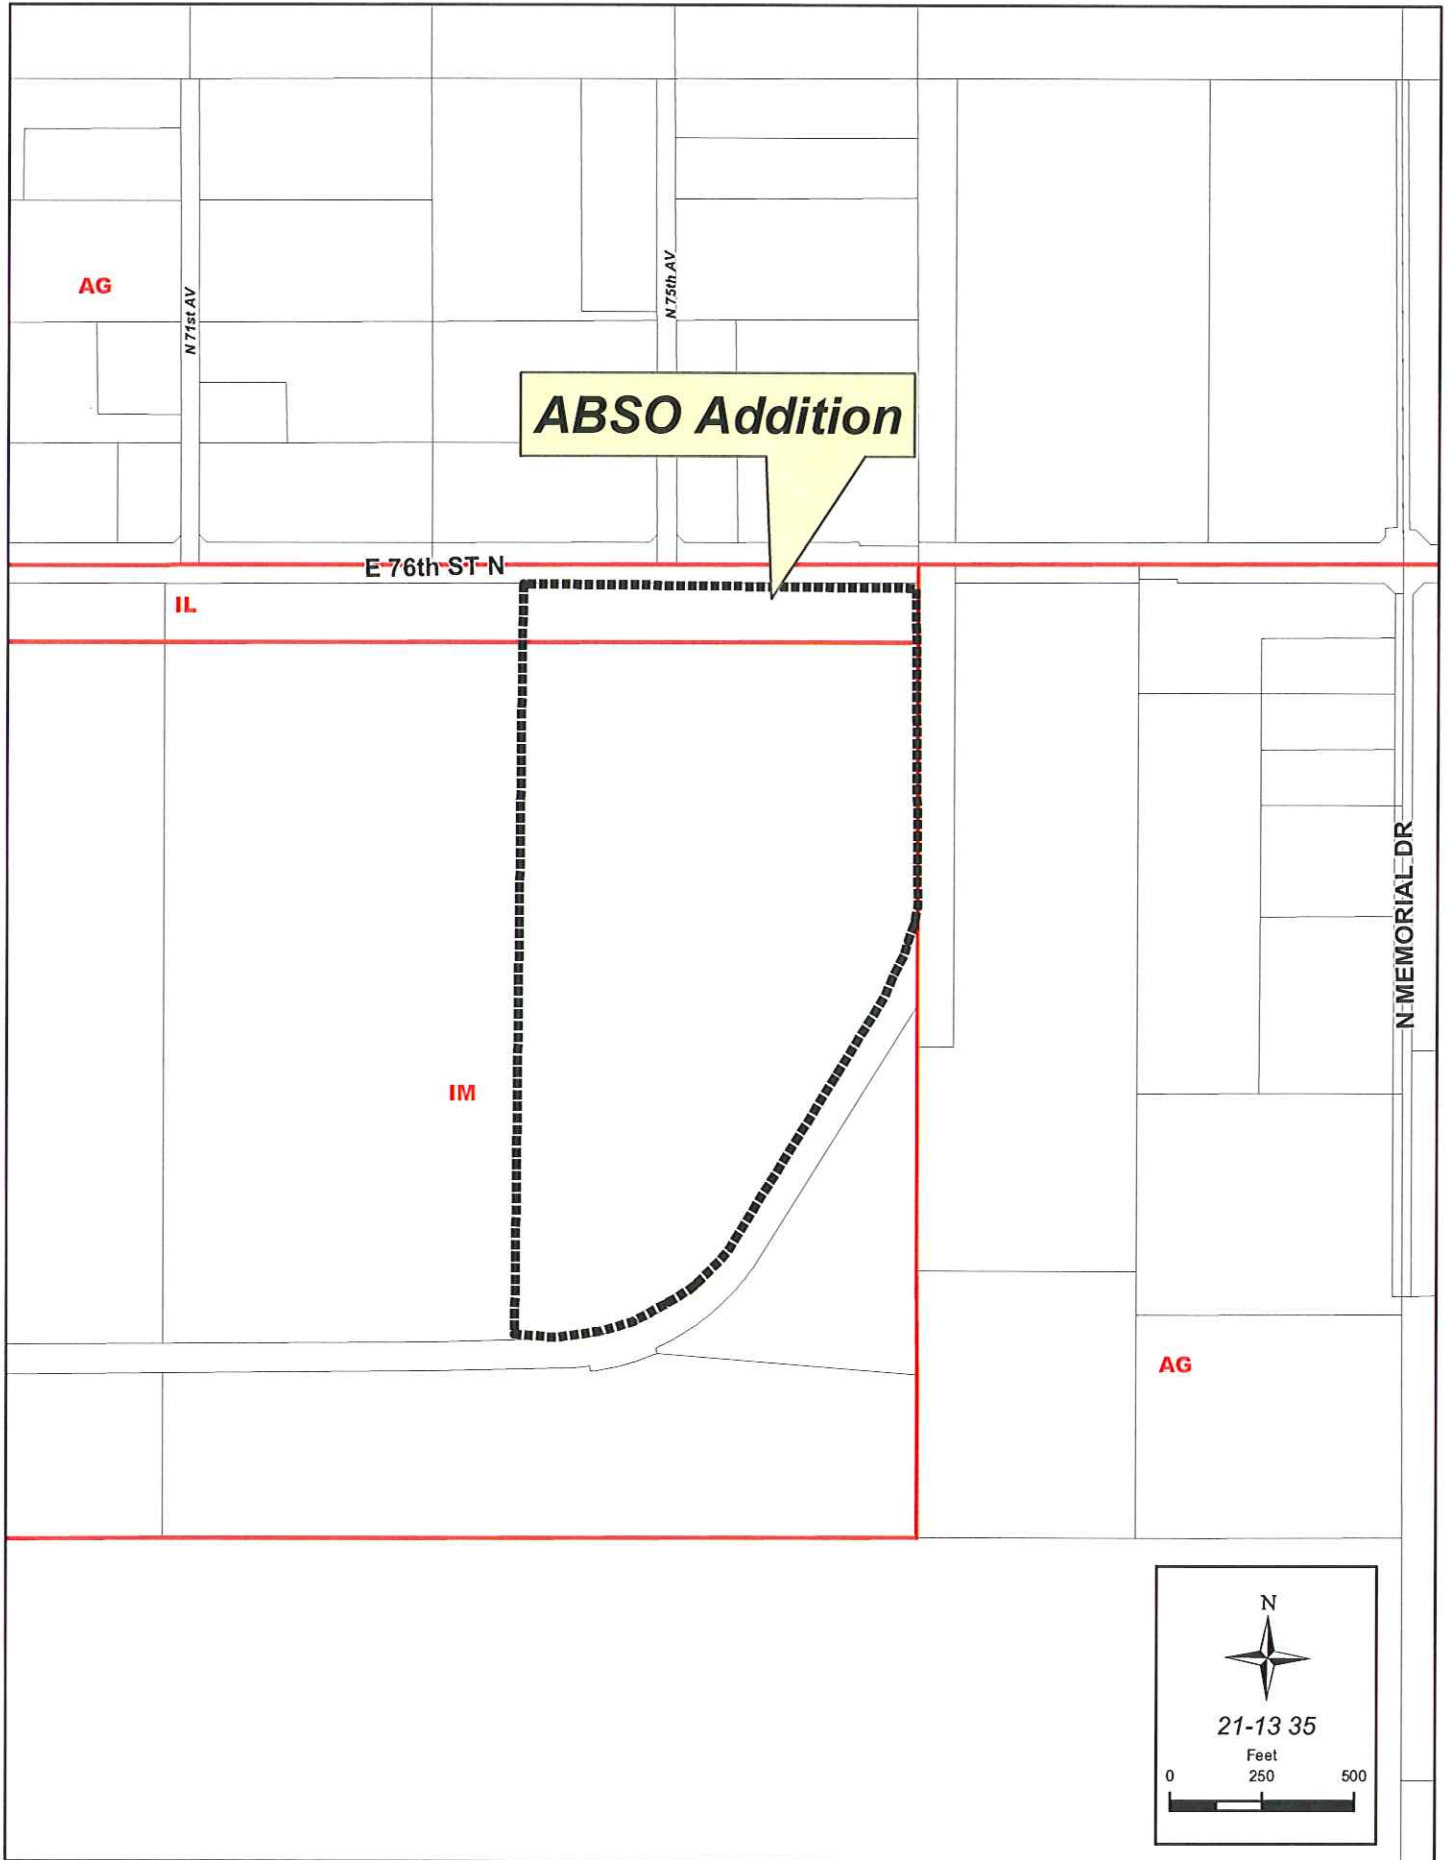 AG
N 71st AV
N 75th AV
ABSO Addition
E 76th ST N
IL
IM
N MEMORIAL DR
AG
N
21-13 35
Feet
0 250 500